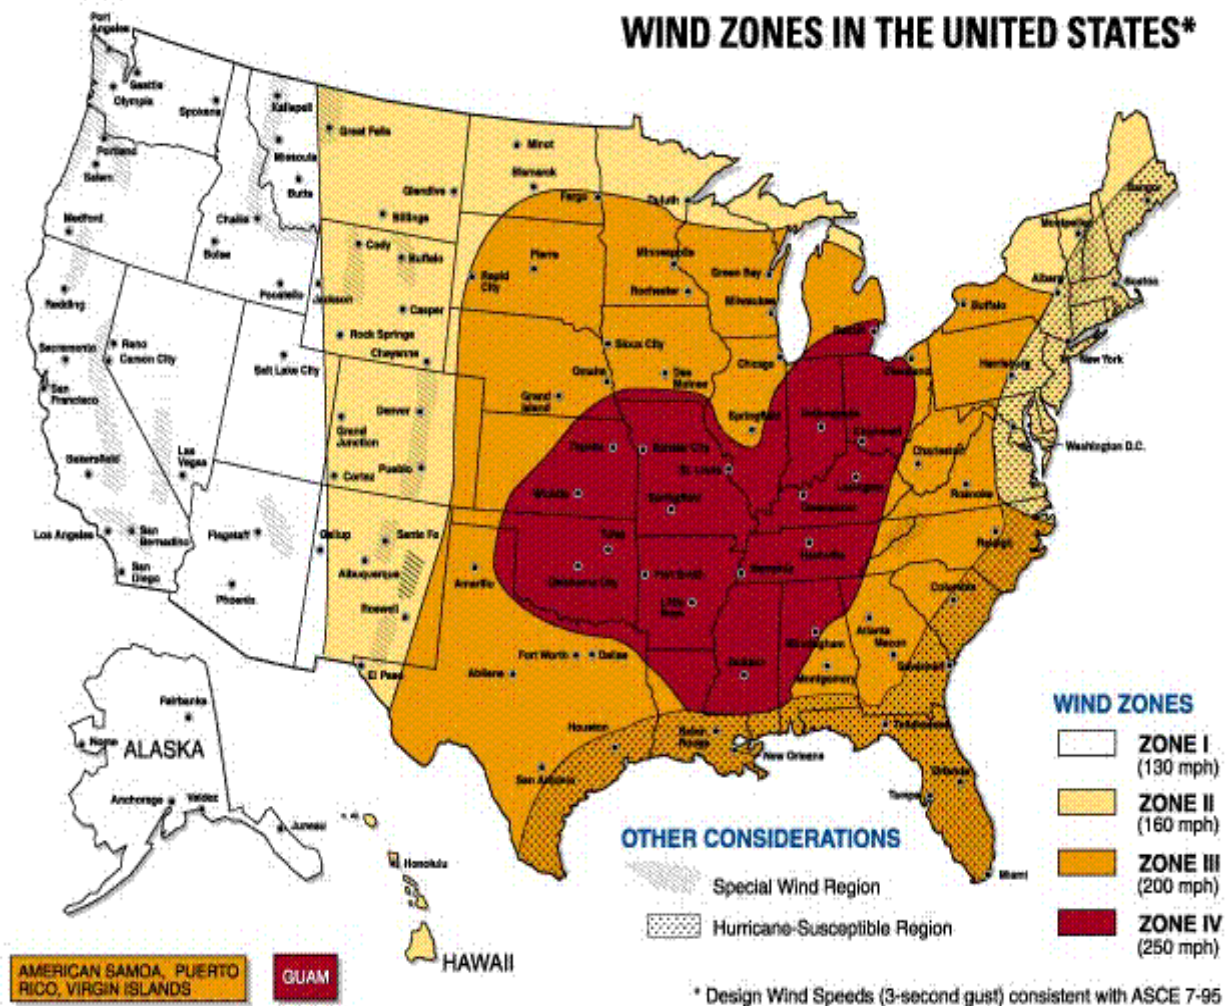 WIND ZONES IN THE UNITED STATES*
Port
Angeles
Seattle
Olympia
Spokane
Kalispell
Great Falls
Minot
Portland
Missoula
Bismarck
Salem
Butte
Glendive
Fargo
Duluth
Bangor
Medford
Challis
Billings
Montpelier
Boise
Cody
Buffalo
Pierre
Minneapolis
Green Bay
Albany
Boston
Redding
Pocatello
Jackson
Rapid
City
Rochester
Milwaukee
Buffalo
Casper
Sacramento
Reno
Carson City
Rock Springs
Sioux City
Detroit
Salt Lake City
Cheyenne
Chicago
Cleveland
Harrisburg
New York
San
Francisco
Omaha
Des
Moines
Grand
Island
Denver
Springfield
Grand
Junction
Washington D.C.
Bakersfield
Las
Vegas
Cortez
Pueblo
Topeka
Kansas City
St. Louis
Charleston
Wichita
Springfield
Lexington
Roanoke
Los Angeles
San
Bernadino
Flagstaff
Gallup
Santa Fe
Tulsa
Nashville
Raleigh
San
Diego
Albuquerque
Amarillo
Oklahoma City
Fort Smith
Memphis
Phoenix
Roswell
Little
Rock
Columbia
Atlanta
Birmingham
Macon
El Paso
Fort Worth
Dallas
Abilene
Jackson
Montgomery
Savannah
Houston
Baton
Rouge
New Orleans
Tallahassee
San Antonio
Orlando
Tampa
Miami
Fairbanks
Nome
ALASKA
Anchorage
Valdez
Juneau
Honolulu
HAWAII
WIND ZONES
ZONE I
(130 mph)
ZONE II
(160 mph)
ZONE III
(200 mph)
ZONE IV
(250 mph)
OTHER CONSIDERATIONS
Special Wind Region
Hurricane-Susceptible Region
AMERICAN SAMOA, PUERTO
RICO, VIRGIN ISLANDS
GUAM
* Design Wind Speeds (3-second gust) consistent with ASCE 7-95